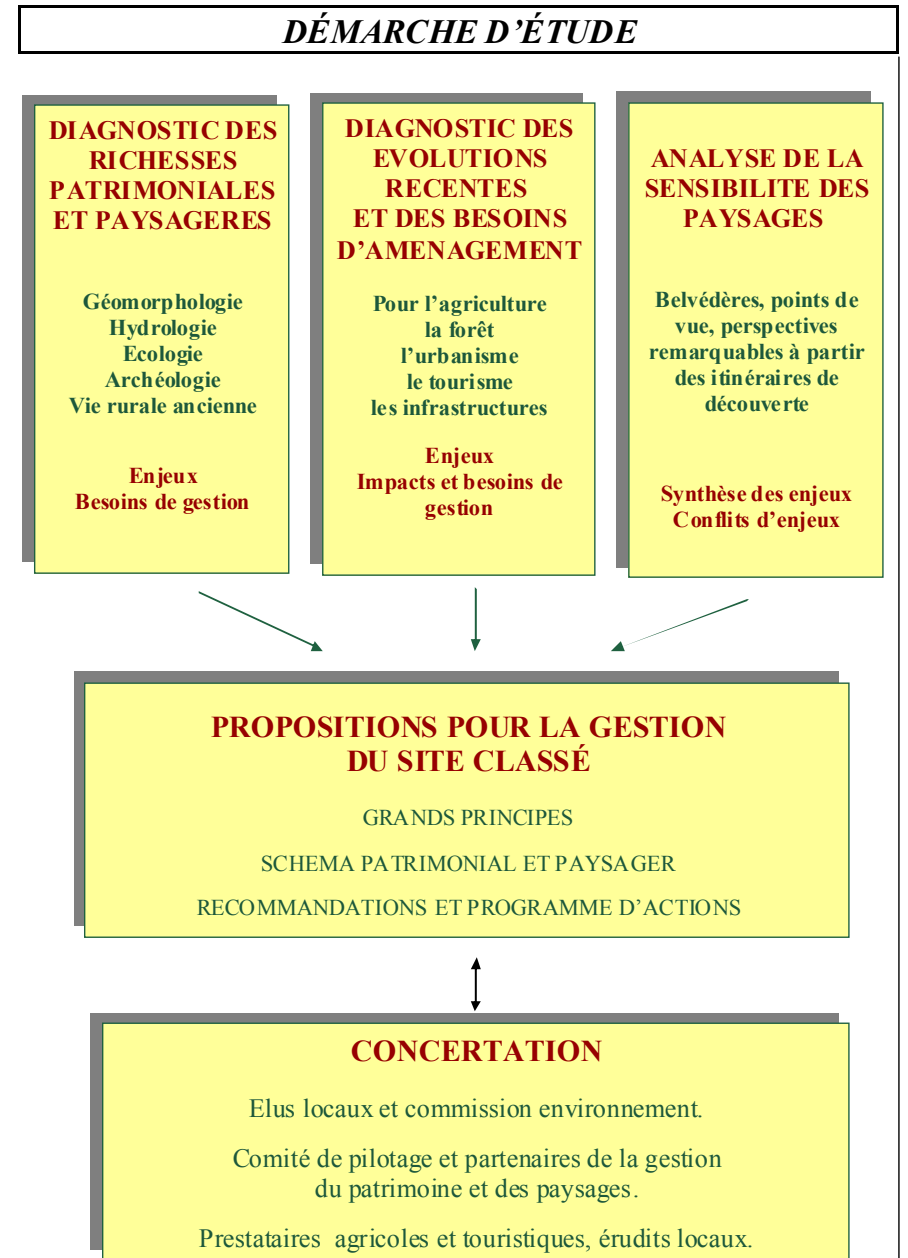 DÉMARCHE D’ÉTUDE
DIAGNOSTIC DES
RICHESSES
PATRIMONIALES
ET PAYSAGERES
Géomorphologie
Hydrologie
Ecologie
Archéologie
Vie rurale ancienne
Enjeux
Besoins de gestion
DIAGNOSTIC DES
EVOLUTIONS
RECENTES
ET DES BESOINS
D’AMENAGEMENT
Pour l’agriculture
la forêt
l’urbanisme
le tourisme
les infrastructures
Enjeux
Impacts et besoins de
gestion
ANALYSE DE LA
SENSIBILITE DES
PAYSAGES
Belvédères, points de
vue, perspectives
remarquables à partir
des itinéraires de
découverte
Synthèse des enjeux
Conflits d’enjeux
PROPOSITIONS POUR LA GESTION
DU SITE CLASSÉ
GRANDS PRINCIPES
SCHEMA PATRIMONIAL ET PAYSAGER
RECOMMANDATIONS ET PROGRAMME D’ACTIONS
CONCERTATION
Elus locaux et commission environnement.
Comité de pilotage et partenaires de la gestion
du patrimoine et des paysages.
Prestataires agricoles et touristiques, érudits locaux.